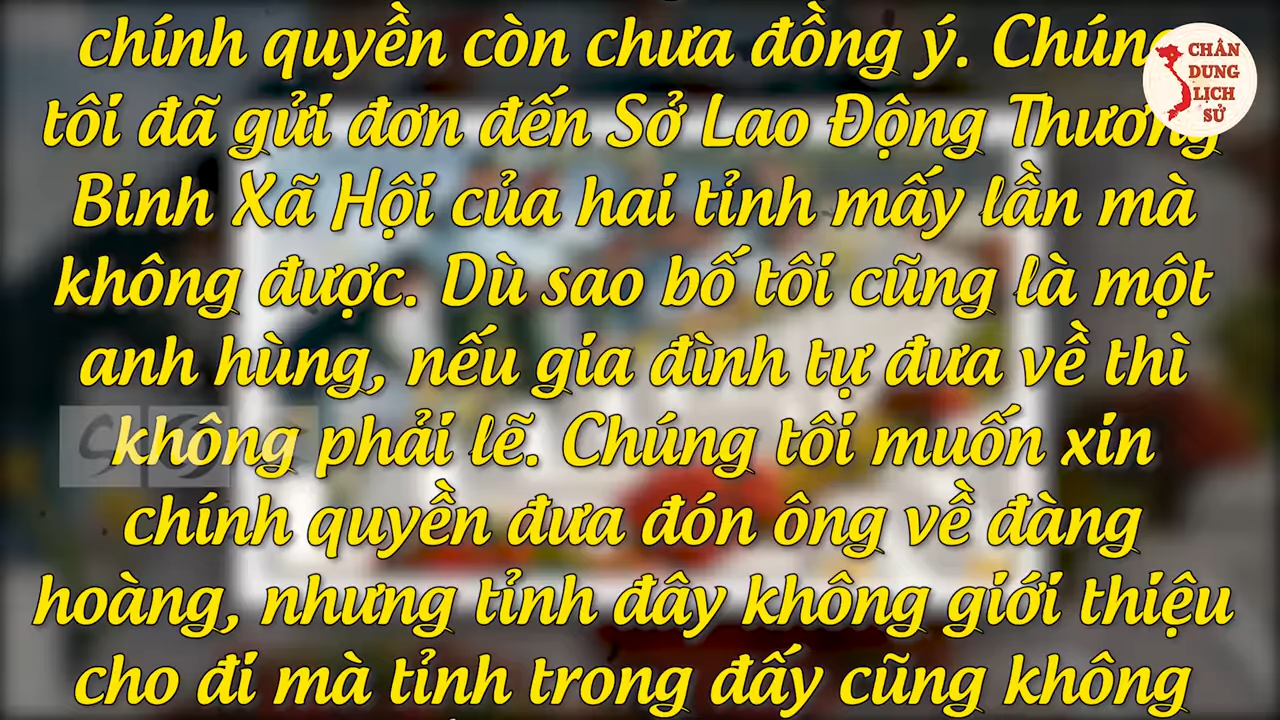 chính quyền còn chưa đồng ý. Chúng
tôi đã gửi đơn đến Sở Lao Động Thương
Binh Xã Hội của hai tỉnh mấy lần mà
không được. Dù sao bố tôi cũng là một
anh hùng, nếu gia đình tự đưa về thì
không phải lẽ. Chúng tôi muốn xin
chính quyền đưa đón ông về đàng
hoàng, nhưng tỉnh đây không giới thiệu
cho đi mà tỉnh trong đấy cũng không
CHÂN
DUNG
LỊCH
SỬ